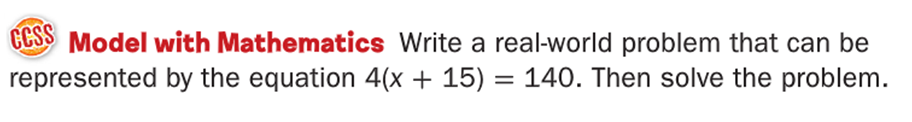 CCSS Model with Mathematics Write a real-world problem that can be
represented by the equation 4(x + 15) = 140. Then solve the problem.